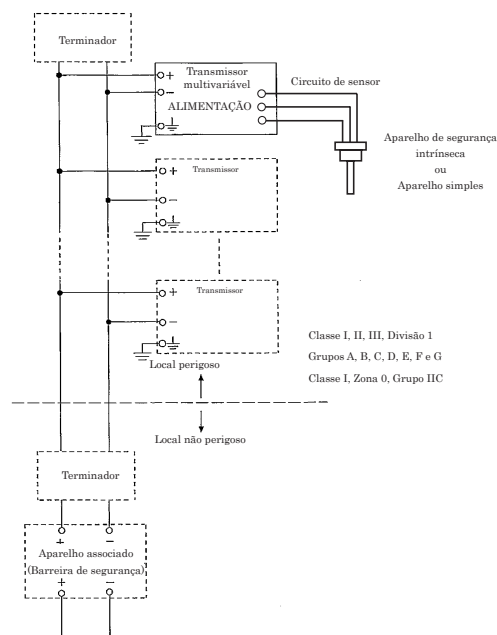 Terminador
+
Transmissor
multivariável
−
ALIMENTAÇÃO
Circuito de sensor
Aparelho de segurança
intrínseca
ou
Aparelho simples
+
Transmissor
−
+
Transmissor
−
Classe I, II, III, Divisão 1
Grupos A, B, C, D, E, F e G
Classe I, Zona 0, Grupo IIC
Local perigoso
Local não perigoso
Terminador
+ −
Aparelho associado
(Barreira de segurança)
+ −